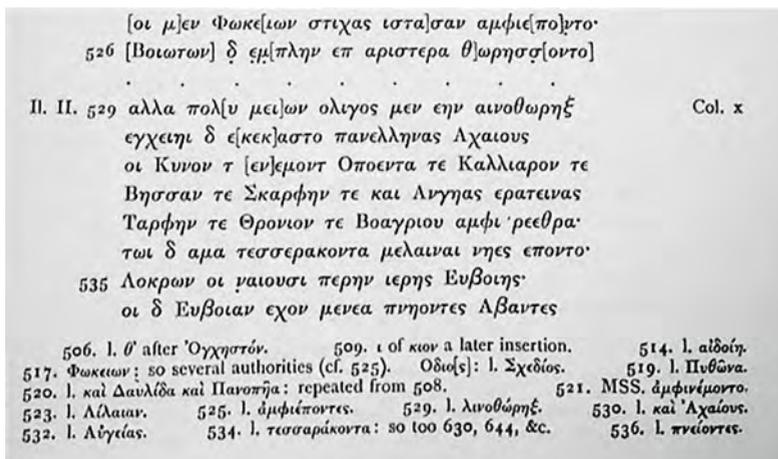 [οι μ]εν Φωκε[ιων στιχας ιστα]σαν αμφιε[πο]ντο·
526 [Βοιωτων] δ̣ ε̣μ̣[πλην επ αριστερα θ]ωρησσ̣[οντο]
. . . . . . . .
Il. II. 529 αλλα πολ[υ μει]ων ολιγος μεν εην αινοθωρηξ Col. x
εγχειηι δ ε[κεκ]αστο πανελληνας Αχαιους
οι Κυνον τ [εν]εμοντ Οποεντα τε Καλλιαρον τε
Βησσαν τε Σκαρφην τε και Ανγηας ερατεινας
Ταρφην τε Θρονιον τε Βοαγριου αμφι ʼρεεθρα·
τωι δ αμα τεσσερακοντα μελαιναι νηες εποντο·
535 Λοκρων οι ν̣αιουσι περην ιερης Ευβοιης·
οι δ Ευβοιαν εχον μενεα πνηοντες Αβαντες
506. l. θ' after Ὀγχηστόν. 509. ι of κιον a later insertion. 514. l. αἰδοίη.
517. Φωκειων: so several authorities (cf. 525). Οδιο[s]: l. Σχεδίος. 519. l. Πυθῶνα.
520. l. καὶ Δαυλίδα καὶ Πανοπῆα: repeated from 508. 521. MSS. ἀμφινέμοντο.
523. l. Λίλαιαν. 525. l. ἀμφιέποντες. 529. l. λινοθώρηξ. 530. l. καὶ Ἀχαίους.
532. l. Αὐγείας. 534. l. τεσσαράκοντα: so too 630, 644, &c. 536. l. πνείοντες.